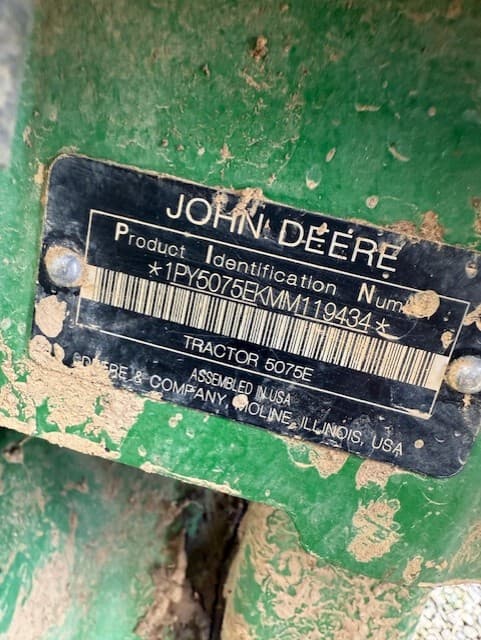 JOHN DEERE
Product Identification Num
*1PY5075EKMM119434*
TRACTOR 5075E
ASSEMBLED IN USA
DEERE & COMPANY, MOLINE, ILLINOIS, USA